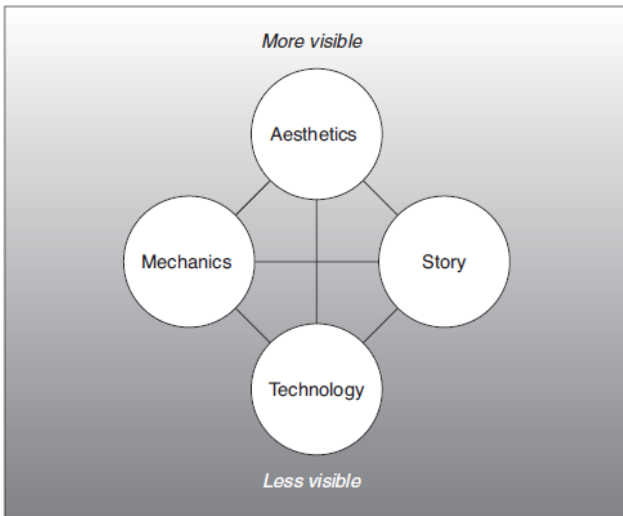 More visible
Aesthetics
Mechanics
Story
Technology
Less visible